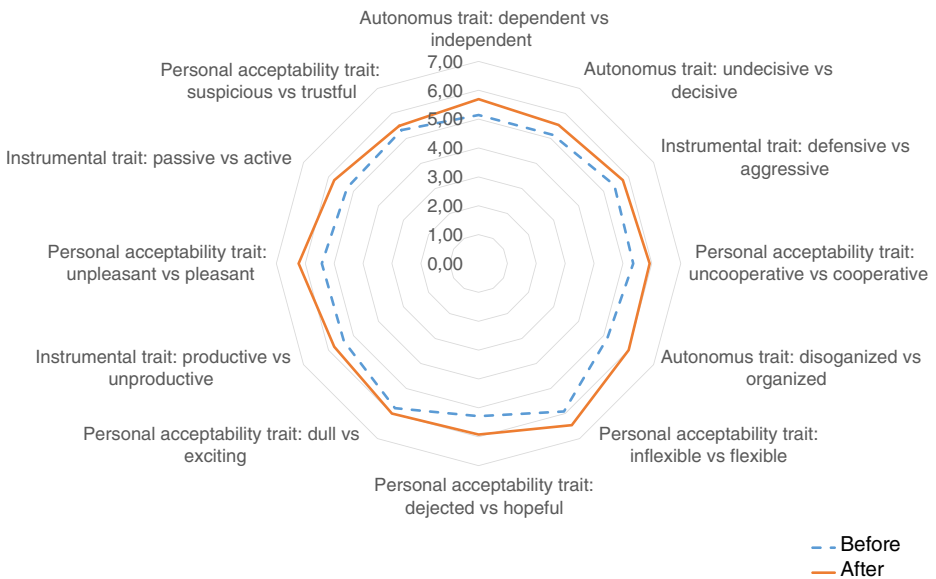 Autonomus trait: dependent vs
independent
Autonomus trait: undecisive vs
decisive
Instrumental trait: defensive vs
aggressive
Personal acceptability trait:
uncooperative vs cooperative
Autonomus trait: disoganized vs
organized
Personal acceptability trait:
inflexible vs flexible
Personal acceptability trait:
dejected vs hopeful
Personal acceptability trait: dull vs
exciting
Instrumental trait: productive vs
unproductive
Personal acceptability trait:
unpleasant vs pleasant
Instrumental trait: passive vs active
Personal acceptability trait:
suspicious vs trustful
7,00
6,00
5,00
4,00
3,00
2,00
1,00
0,00
Before
After